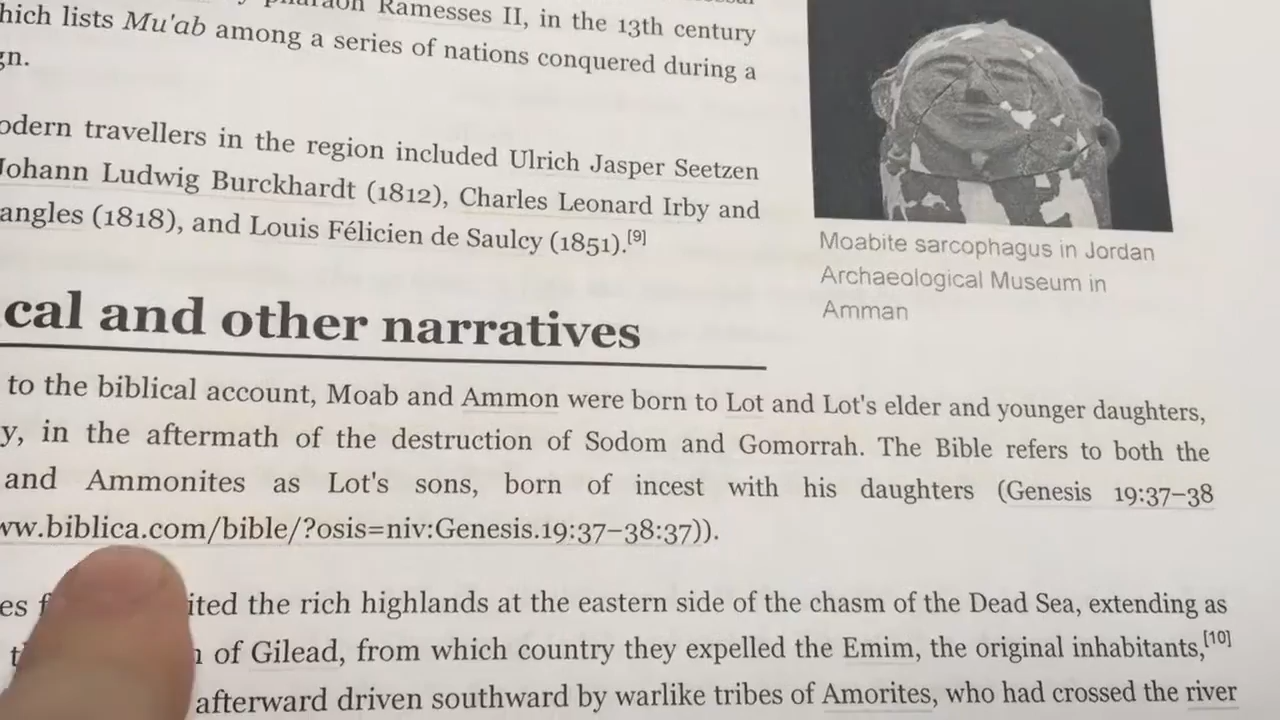 pharaoh Ramesses II, in the 13th century
hich lists Mu'ab among a series of nations conquered during a
gn.
odern travellers in the region included Ulrich Jasper Seetzen
Johann Ludwig Burckhardt (1812), Charles Leonard Irby and
angles (1818), and Louis Félicien de Saulcy (1851).[9]
Moabite sarcophagus in Jordan
Archaeological Museum in
Amman
cal and other narratives
to the biblical account, Moab and Ammon were born to Lot and Lot's elder and younger daughters,
y, in the aftermath of the destruction of Sodom and Gomorrah. The Bible refers to both the
and Ammonites as Lot's sons, born of incest with his daughters (Genesis 19:37–38
ww.biblica.com/bible/?osis=niv:Genesis.19:37–38:37)).
es ited the rich highlands at the eastern side of the chasm of the Dead Sea, extending as
of Gilead, from which country they expelled the Emim, the original inhabitants,[10]
afterward driven southward by warlike tribes of Amorites, who had crossed the river